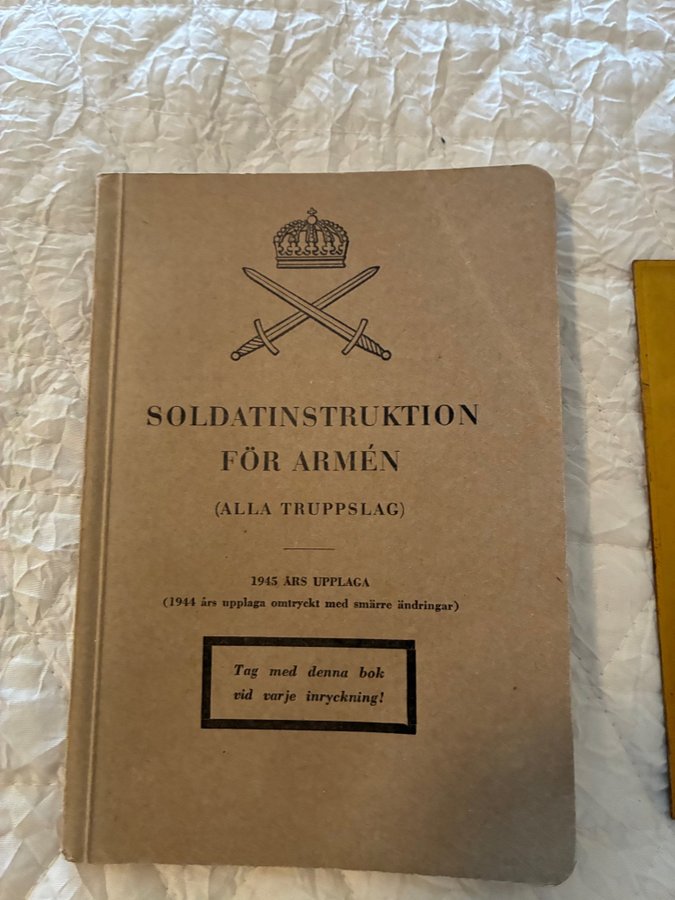 SOLDATINSTRUKTION
FÖR ARMÉN
(ALLA TRUPPSLAG)
1945 ÅRS UPPLAGA
(1944 års upplaga omtryckt med smärre ändringar)
Tag med denna bok
vid varje inryckning!